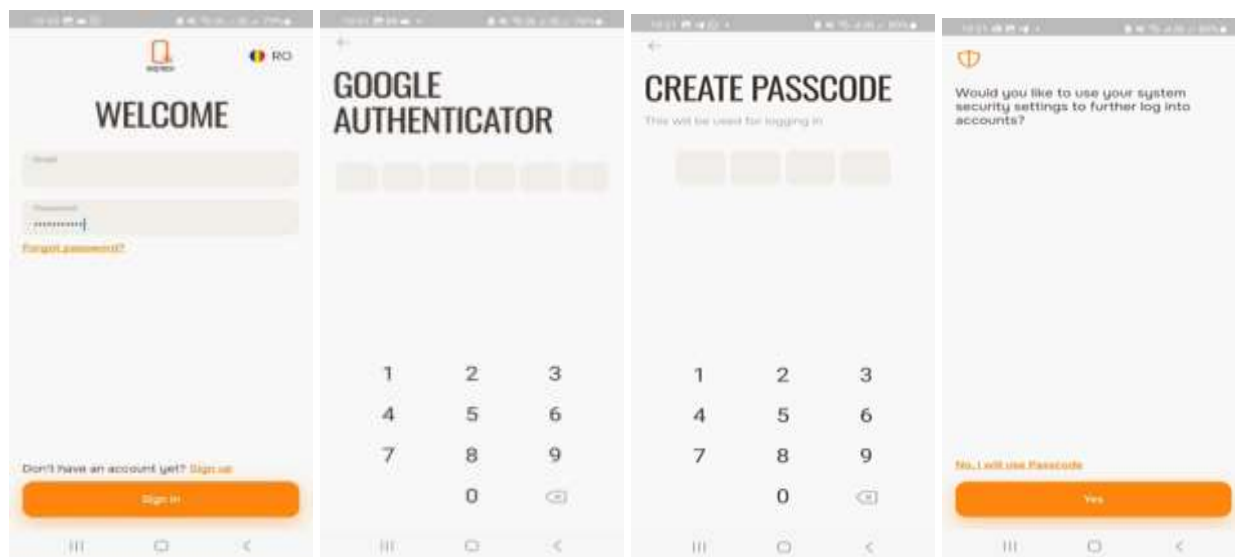 RO
WELCOME
Email
Password
Forgot password?
Don't have an account yet? Sign up
Sign in
GOOGLE
AUTHENTICATOR
1 2 3
4 5 6
7 8 9
0
CREATE PASSCODE
This will be used for logging in
1 2 3
4 5 6
7 8 9
0
Would you like to use your system
security settings to further log into
accounts?
No, I will use Passcode
Yes